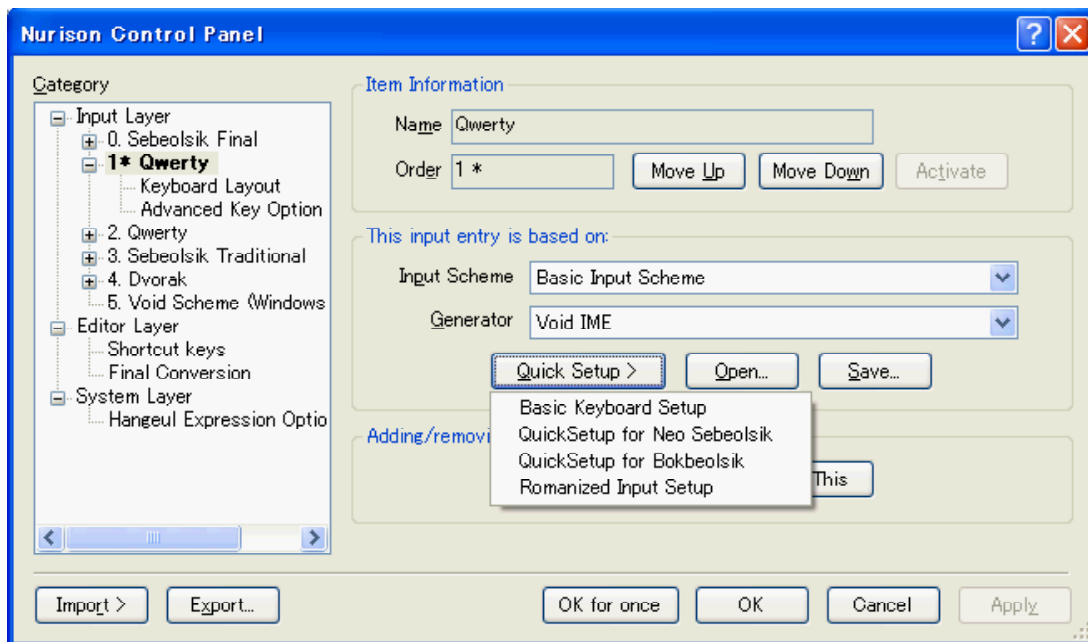 Nurison Control Panel
Category
Input Layer
0. Sebeolsik Final
1* Qwerty
Keyboard Layout
Advanced Key Option
2. Qwerty
3. Sebeolsik Traditional
4. Dvorak
5. Void Scheme (Windows
Editor Layer
Shortcut keys
Final Conversion
System Layer
Hangeul Expression Optio
Item Information
Name Qwerty
Order 1 * Move Up Move Down Activate
This input entry is based on:
Input Scheme Basic Input Scheme
Generator Void IME
Quick Setup > Open... Save...
Basic Keyboard Setup
QuickSetup for Neo Sebeolsik
QuickSetup for Bokbeolsik
Romanized Input Setup
Adding/removi
This
Import > Export... OK for once OK Cancel Apply